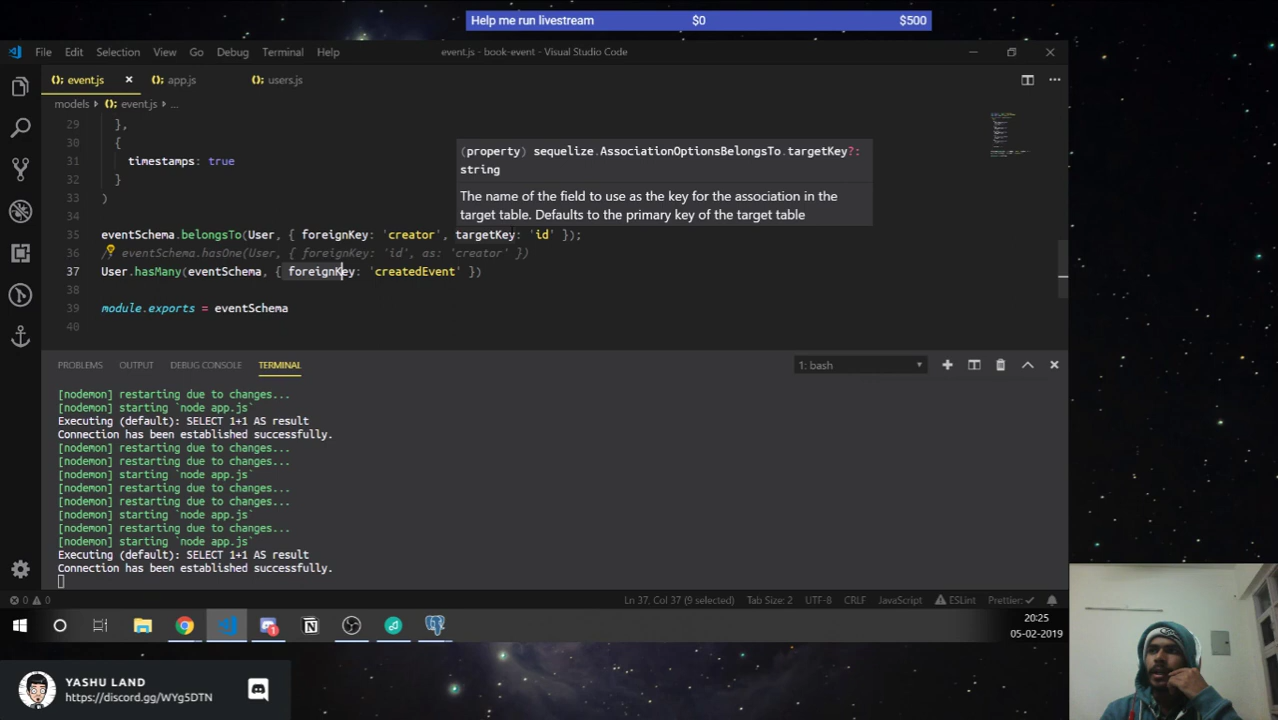 Help me run livestream $0 $500
File Edit Selection View Go Debug Terminal Help event.js - book-event - Visual Studio Code
event.js × app.js users.js
models event.js ...
29 },
30 {
31 timestamps: true
32 }
33 )
34
35 eventSchema.belongsTo(User, { foreignKey: 'creator', targetKey: 'id' });
36 // eventSchema.hasOne(User, { foreignKey: 'id', as: 'creator' })
37 User.hasMany(eventSchema, { foreignKey: 'createdEvent' })
38
39 module.exports = eventSchema
40
(property) sequelize.AssociationOptionsBelongsTo.targetKey?:
string
The name of the field to use as the key for the association in the
target table. Defaults to the primary key of the target table
PROBLEMS OUTPUT DEBUG CONSOLE TERMINAL 1: bash
[nodemon] restarting due to changes...
[nodemon] starting `node app.js`
Executing (default): SELECT 1+1 AS result
Connection has been established successfully.
[nodemon] restarting due to changes...
[nodemon] restarting due to changes...
[nodemon] starting `node app.js`
[nodemon] restarting due to changes...
[nodemon] restarting due to changes...
[nodemon] starting `node app.js`
[nodemon] restarting due to changes...
[nodemon] starting `node app.js`
Executing (default): SELECT 1+1 AS result
Connection has been established successfully.
0 0 Ln 37, Col 37 (9 selected) Tab Size: 2 UTF-8 CRLF JavaScript ESLint Prettier: ✓
20:25
05-02-2019
YASHU LAND
https://discord.gg/WYg5DTN